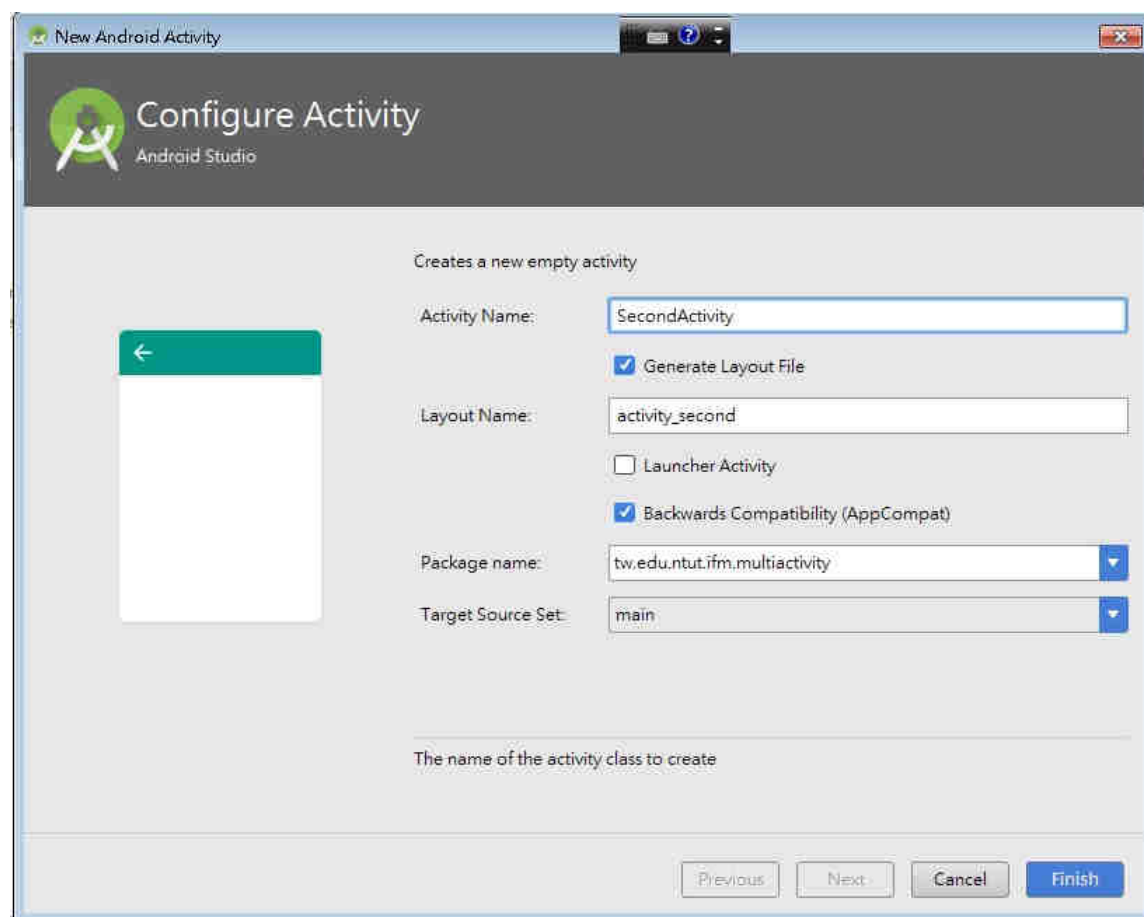 New Android Activity
Configure Activity
Android Studio
Creates a new empty activity
Activity Name: SecondActivity
Generate Layout File
Layout Name: activity_second
Launcher Activity
Backwards Compatibility (AppCompat)
Package name: tw.edu.ntut.ifm.multiactivity
Target Source Set: main
The name of the activity class to create
Previous Next Cancel Finish